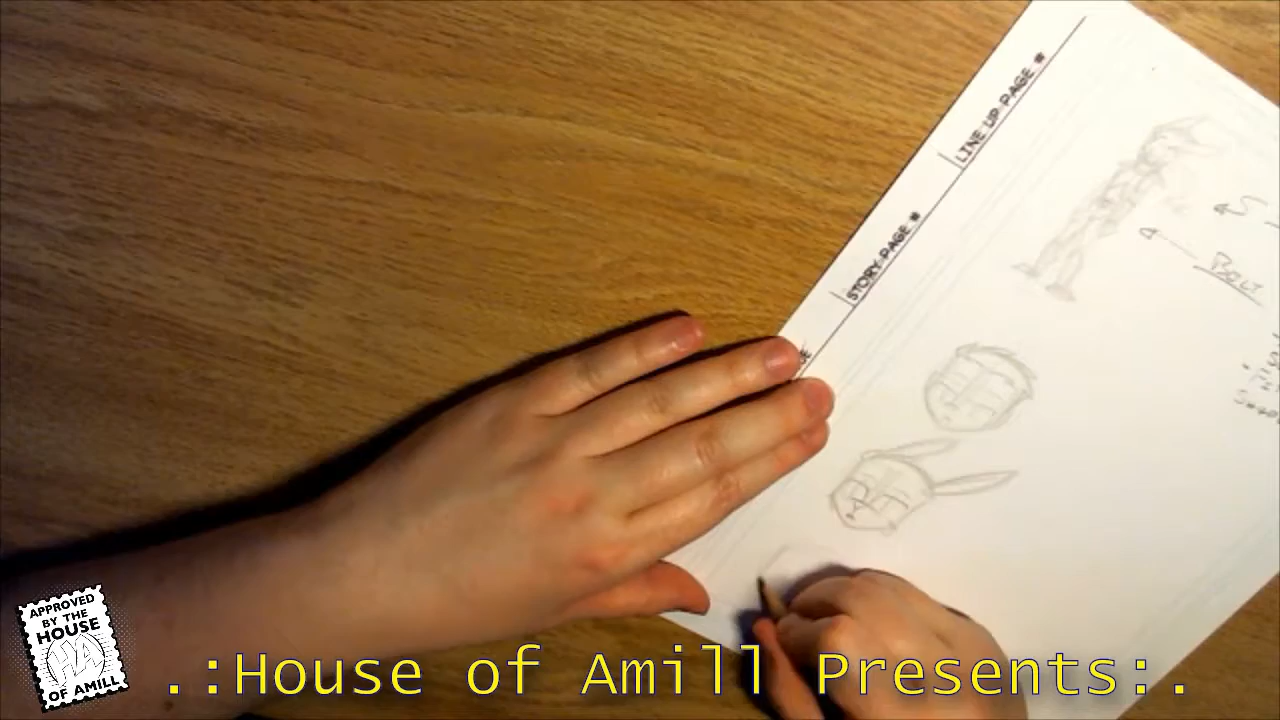 LINE UP PAGE #
STORY PAGE #
APPROVED
BY THE
HOUSE
HA
OF AMILL
.:House of Amill Presents:.